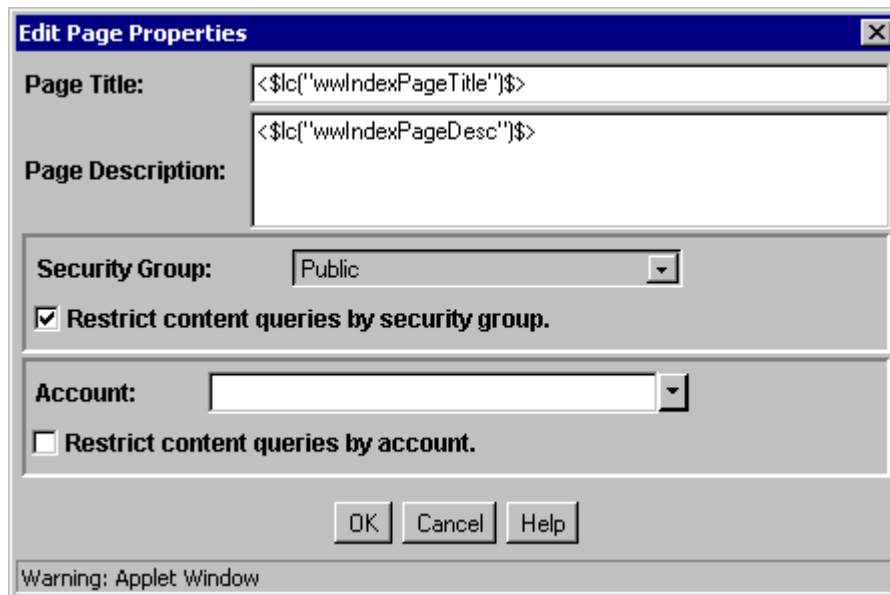 Edit Page Properties
Page Title: <$lc("wwIndexPageTitle")$>
Page Description: <$lc("wwIndexPageDesc")$>
Security Group: Public
Restrict content queries by security group.
Account:
Restrict content queries by account.
OK Cancel Help
Warning: Applet Window